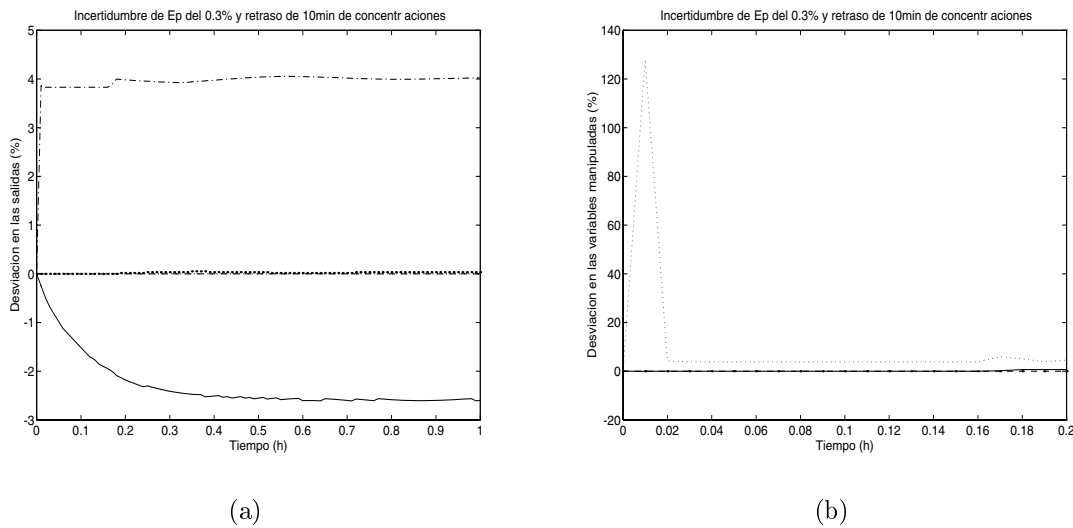 Incertidumbre de Ep del 0.3% y retraso de 10min de concentr aciones
Desviacion en las salidas (%)
5
4
3
2
1
0
-1
-2
-3
0 0.1 0.2 0.3 0.4 0.5 0.6 0.7 0.8 0.9 1
Tiempo (h)
(a)
Incertidumbre de Ep del 0.3% y retraso de 10min de concentr aciones
Desviacion en las variables manipuladas (%)
140
120
100
80
60
40
20
0
-20
0 0.02 0.04 0.06 0.08 0.1 0.12 0.14 0.16 0.18 0.2
Tiempo (h)
(b)